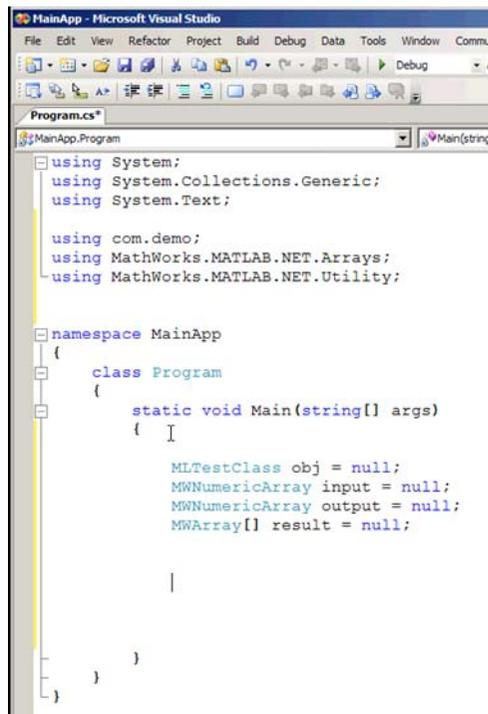 MainApp - Microsoft Visual Studio
File Edit View Refactor Project Build Debug Data Tools Window Commu
Debug
Program.cs*
MainApp.Program Main(string
using System;
using System.Collections.Generic;
using System.Text;
using com.demo;
using MathWorks.MATLAB.NET.Arrays;
using MathWorks.MATLAB.NET.Utility;
namespace MainApp
{
class Program
{
static void Main(string[] args)
{
MLTestClass obj = null;
MWNumericArray input = null;
MWNumericArray output = null;
MWArray[] result = null;
}
}
}